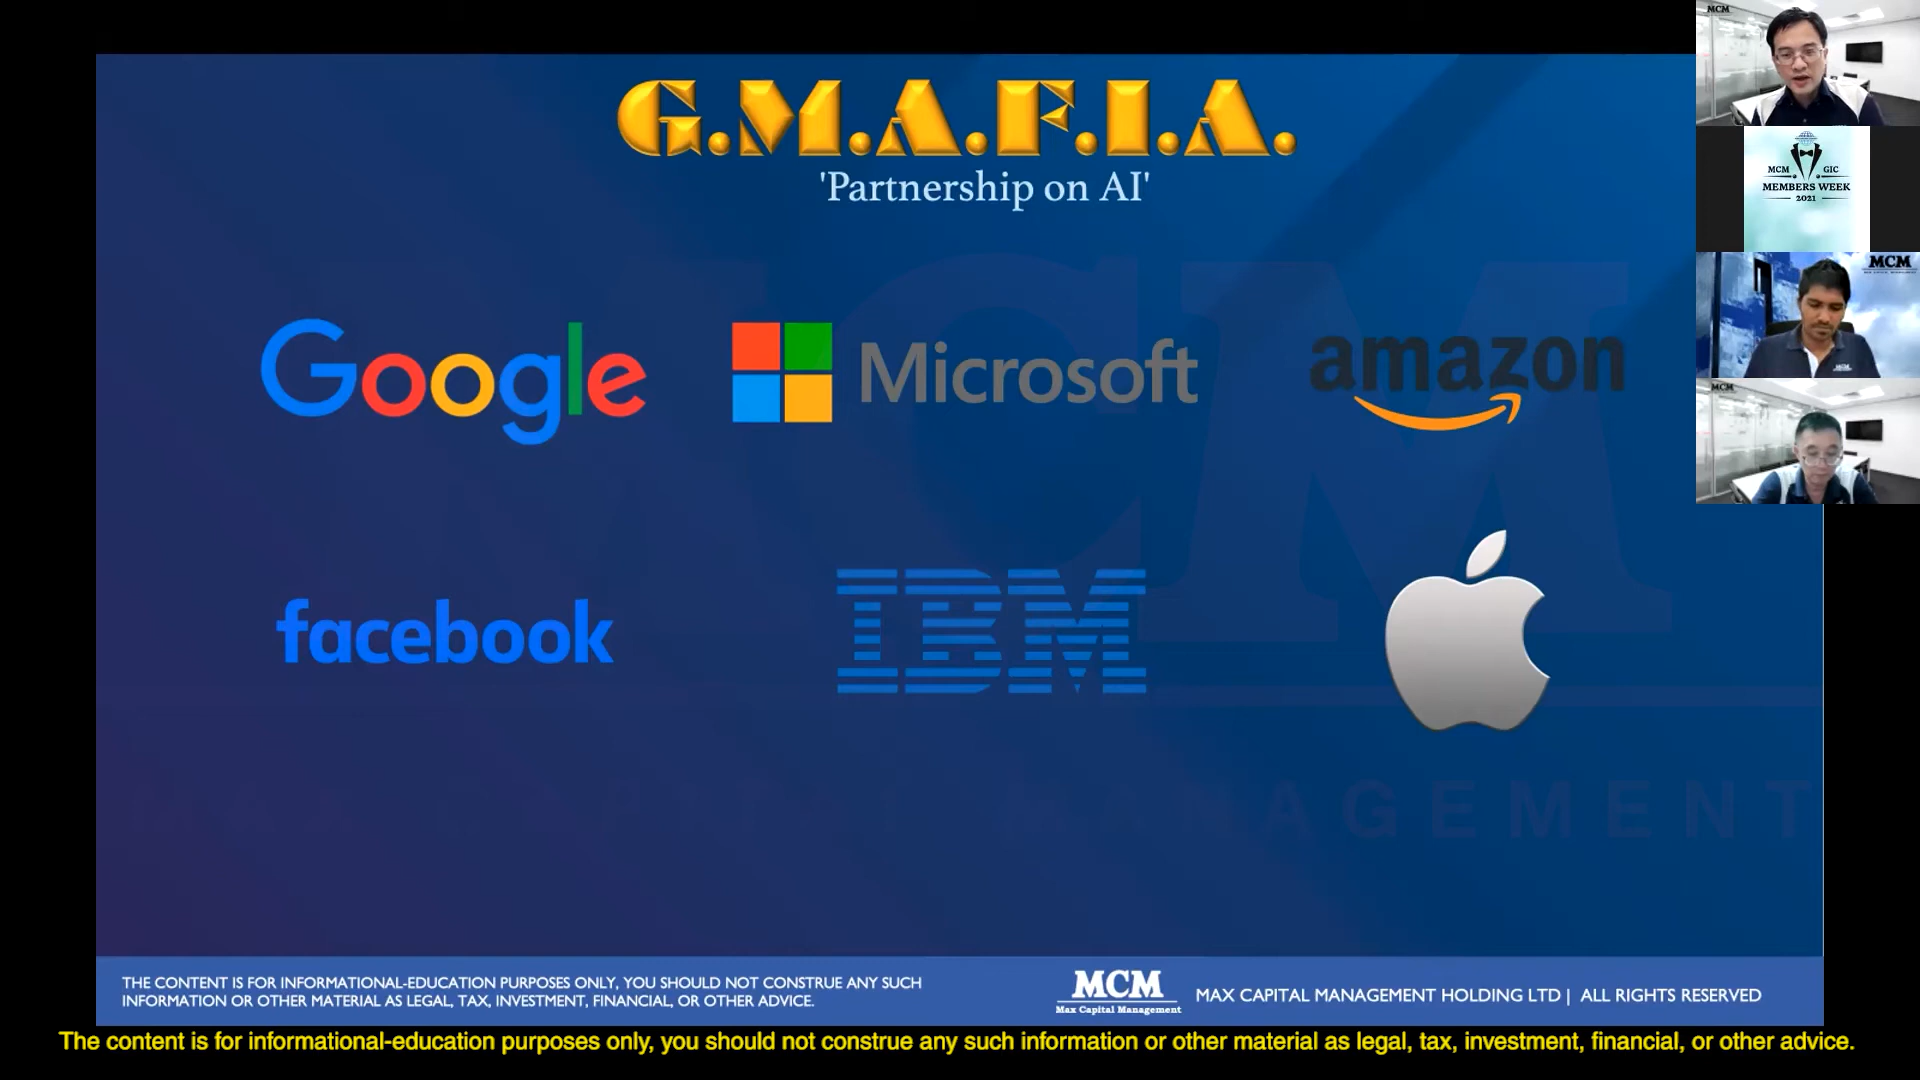 G.M.A.F.I.A.
'Partnership on AI'
Google
Microsoft
amazon
facebook
IBM
MCM
MANAGEMENT
THE CONTENT IS FOR INFORMATIONAL-EDUCATION PURPOSES ONLY, YOU SHOULD NOT CONSTRUE ANY SUCH
INFORMATION OR OTHER MATERIAL AS LEGAL, TAX, INVESTMENT, FINANCIAL, OR OTHER ADVICE.
MCM
Max Capital Management
MAX CAPITAL MANAGEMENT HOLDING LTD | ALL RIGHTS RESERVED
The content is for informational-education purposes only, you should not construe any such information or other material as legal, tax, investment, financial, or other advice.
MCM
MCM GIC
MEMBERS WEEK
2021
MCM
MCM